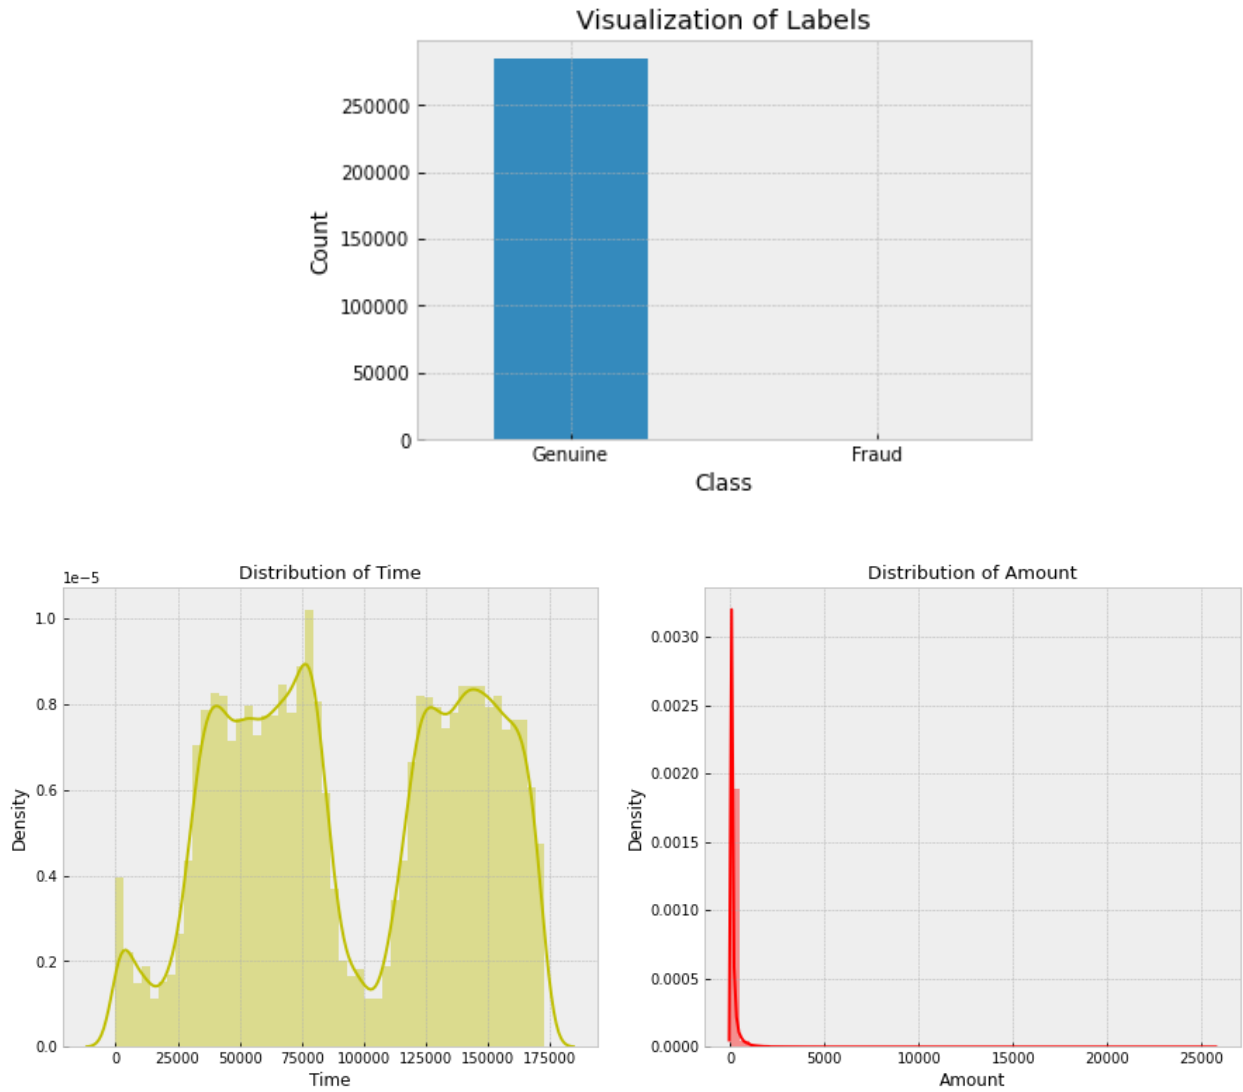 Visualization of Labels
250000
200000
150000
100000
50000
0
Count
Genuine Fraud
Class
Distribution of Time
1e−5
1.0
0.8
0.6
0.4
0.2
0.0
Density
0 25000 50000 75000 100000 125000 150000 175000
Time
Distribution of Amount
0.0030
0.0025
0.0020
0.0015
0.0010
0.0005
0.0000
Density
0 5000 10000 15000 20000 25000
Amount